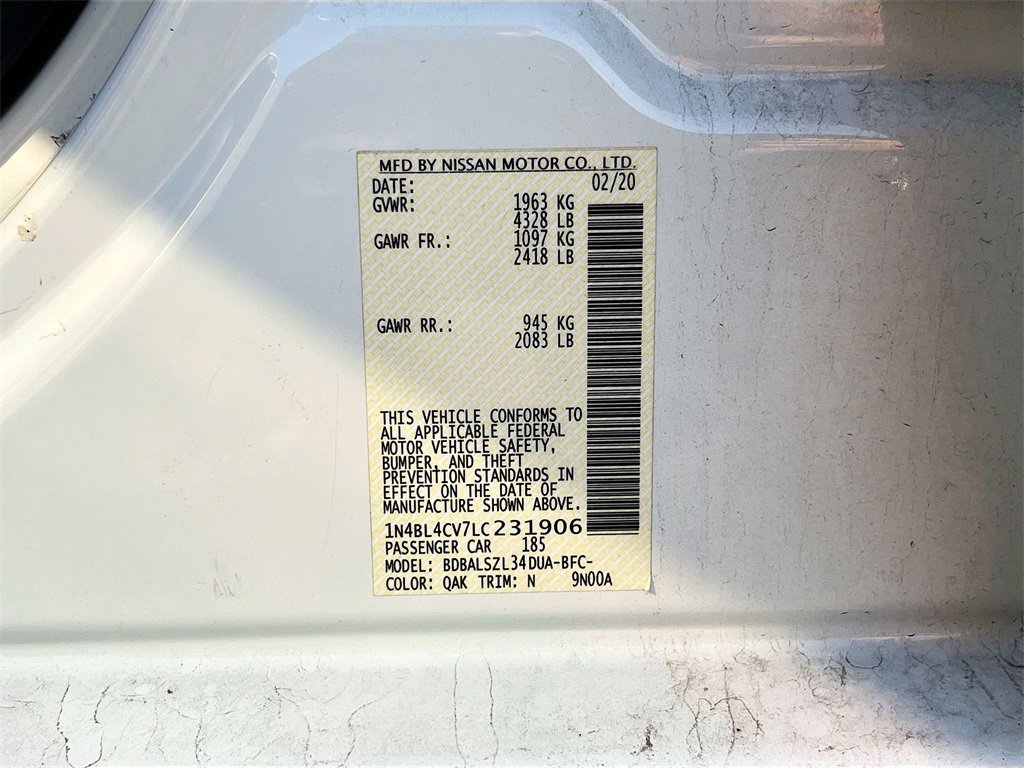 MFD BY NISSAN MOTOR CO., LTD.
DATE: 02/20
GVWR: 1963 KG
4328 LB
GAWR FR.: 1097 KG
2418 LB
GAWR RR.: 945 KG
2083 LB
THIS VEHICLE CONFORMS TO
ALL APPLICABLE FEDERAL
MOTOR VEHICLE SAFETY,
BUMPER, AND THEFT
PREVENTION STANDARDS IN
EFFECT ON THE DATE OF
MANUFACTURE SHOWN ABOVE.
1N4BL4CV7LC231906
PASSENGER CAR 185
MODEL: BDBALSZL34DUA-BFC-
COLOR: QAK TRIM: N 9N00A